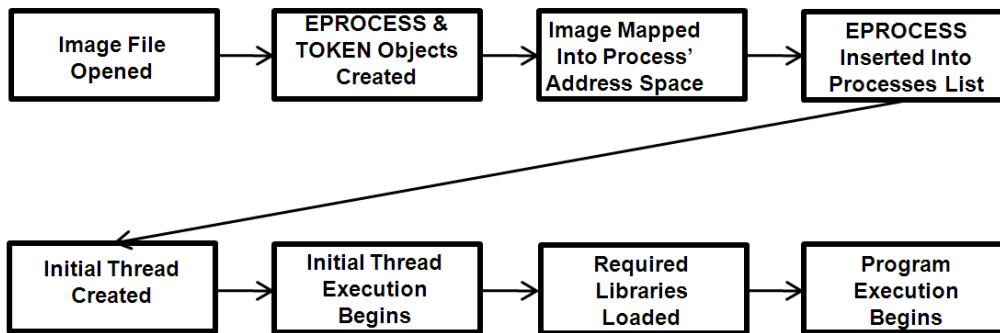 Image File
Opened
EPROCESS &
TOKEN Objects
Created
Image Mapped
Into Process’
Address Space
EPROCESS
Inserted Into
Processes List
Initial Thread
Created
Initial Thread
Execution
Begins
Required
Libraries
Loaded
Program
Execution
Begins